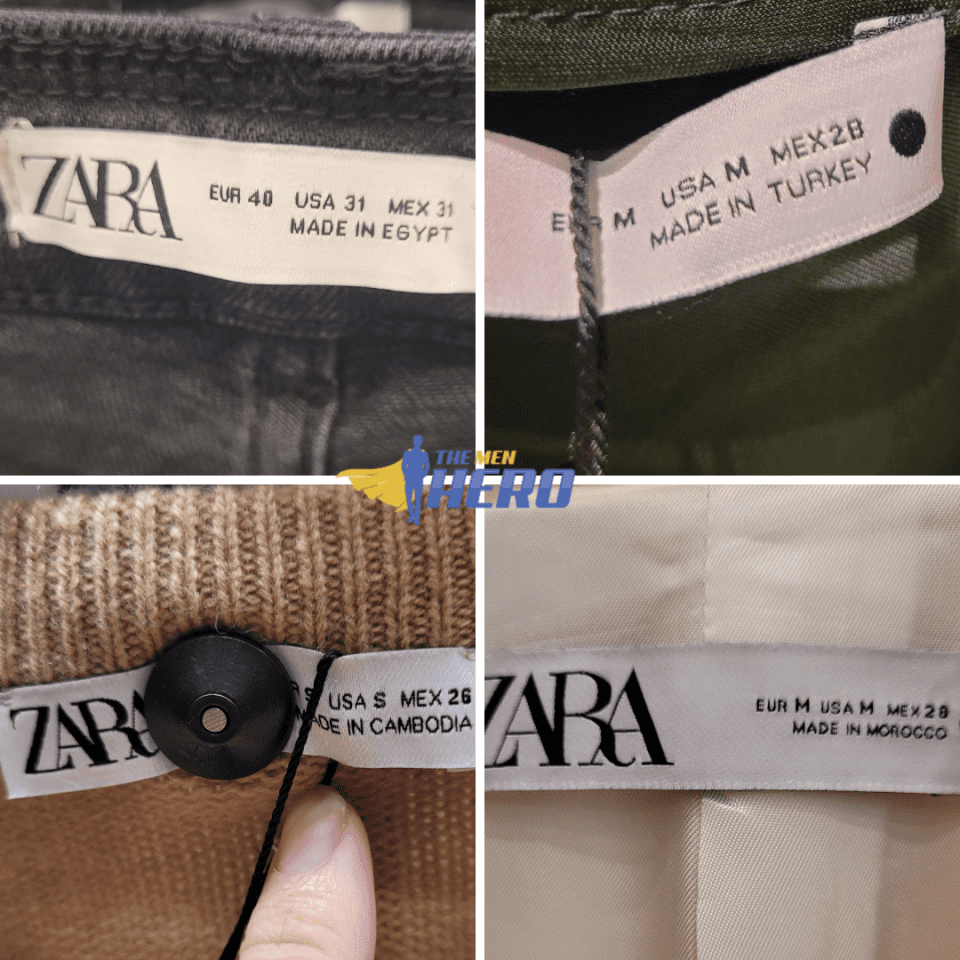 ZARA
EUR 40 USA 31 MEX 31
MADE IN EGYPT
M USA M MEX 28
MADE IN TURKEY
THE MEN
HERO
ZARA
S USA S MEX 26
MADE IN CAMBODIA
ZARA
EUR M USA M MEX 28
MADE IN MOROCCO